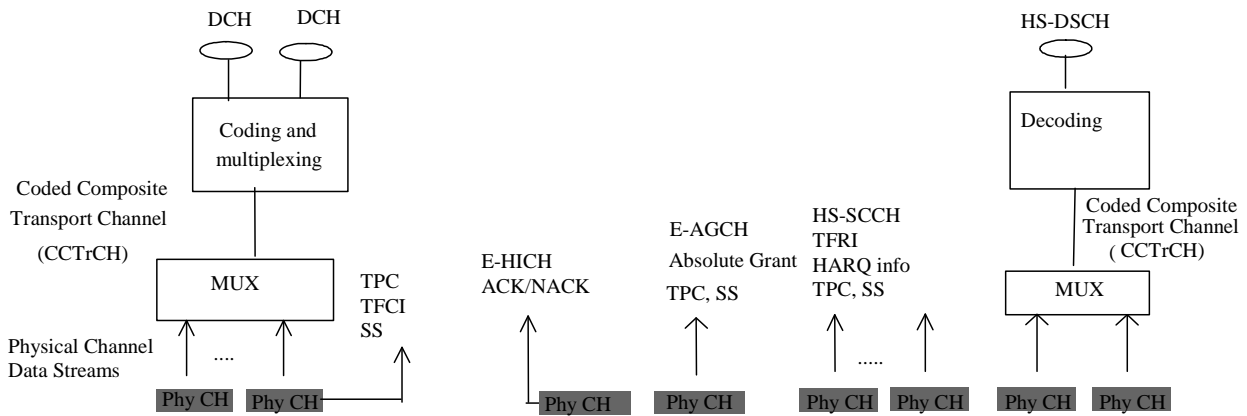 DCH
DCH
HS-DSCH
Coding and
multiplexing
Decoding
Coded Composite
Transport Channel
(CCTrCH)
Coded Composite
Transport Channel
( CCTrCH)
MUX
TPC
TFCI
SS
E-HICH
ACK/NACK
E-AGCH
Absolute Grant
TPC, SS
HS-SCCH
TFRI
HARQ info
TPC, SS
MUX
Physical Channel
Data Streams
....
.....
Phy CH
Phy CH
Phy CH
Phy CH
Phy CH
Phy CH
Phy CH
Phy CH